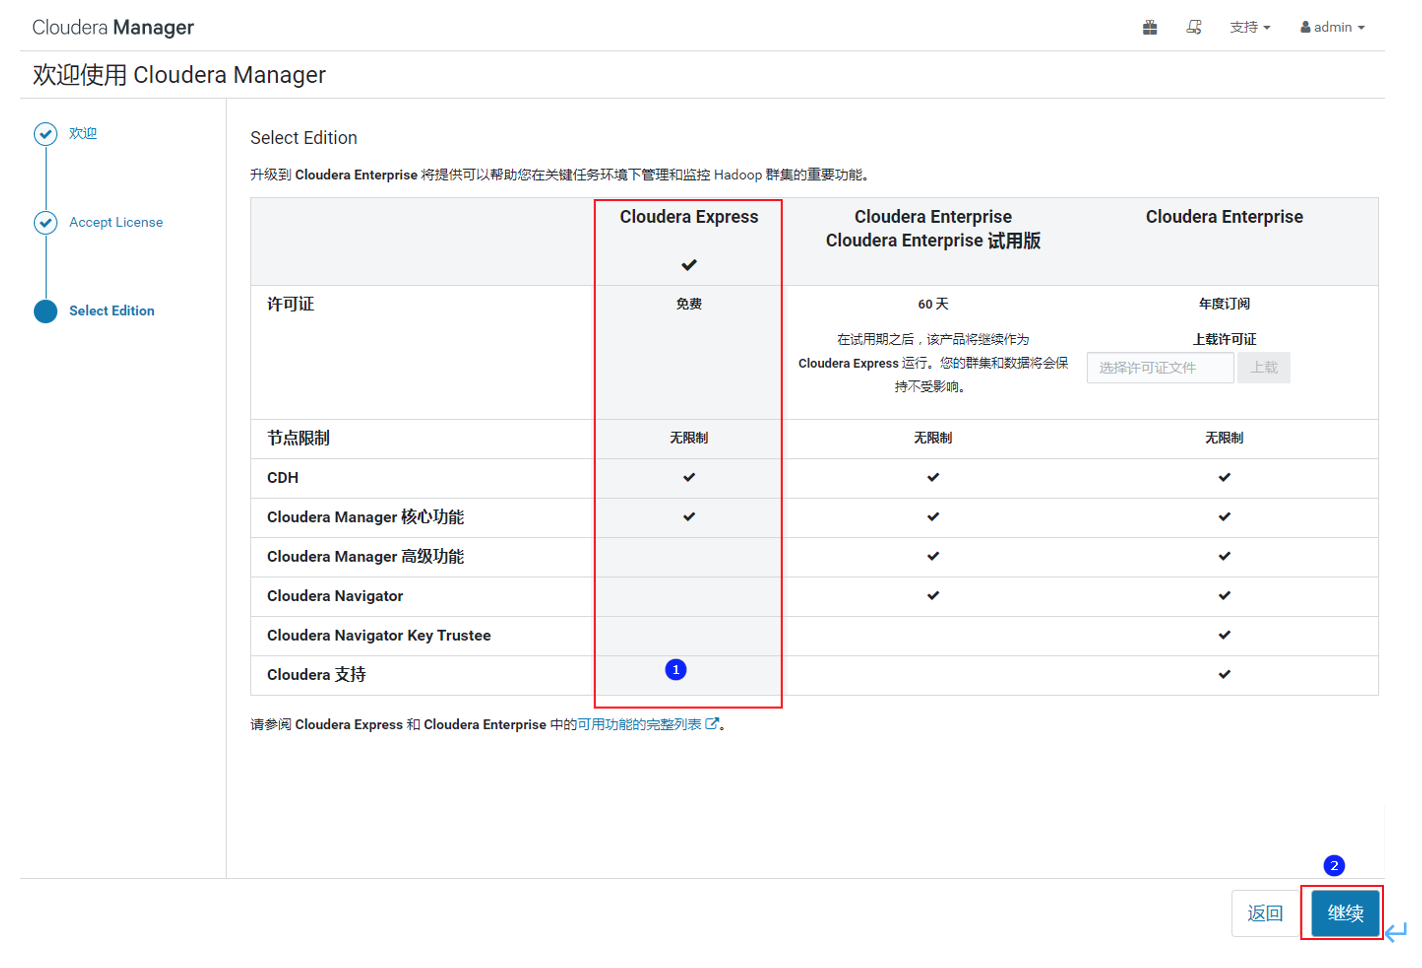 Cloudera Manager
支持
admin
欢迎使用 Cloudera Manager
欢迎
Accept License
Select Edition
Select Edition
升级到 Cloudera Enterprise 将提供可以帮助您在关键任务环境下管理和监控 Hadoop 群集的重要功能。
Cloudera Express
Cloudera Enterprise
Cloudera Enterprise 试用版
Cloudera Enterprise
许可证
免费
60 天
在试用期之后，该产品将继续作为
Cloudera Express 运行。您的群集和数据将会保
持不受影响。
年度订阅
上载许可证
选择许可证文件
上载
节点限制
无限制
无限制
无限制
CDH
Cloudera Manager 核心功能
Cloudera Manager 高级功能
Cloudera Navigator
Cloudera Navigator Key Trustee
Cloudera 支持
1
请参阅 Cloudera Express 和 Cloudera Enterprise 中的可用功能的完整列表。
2
返回
继续